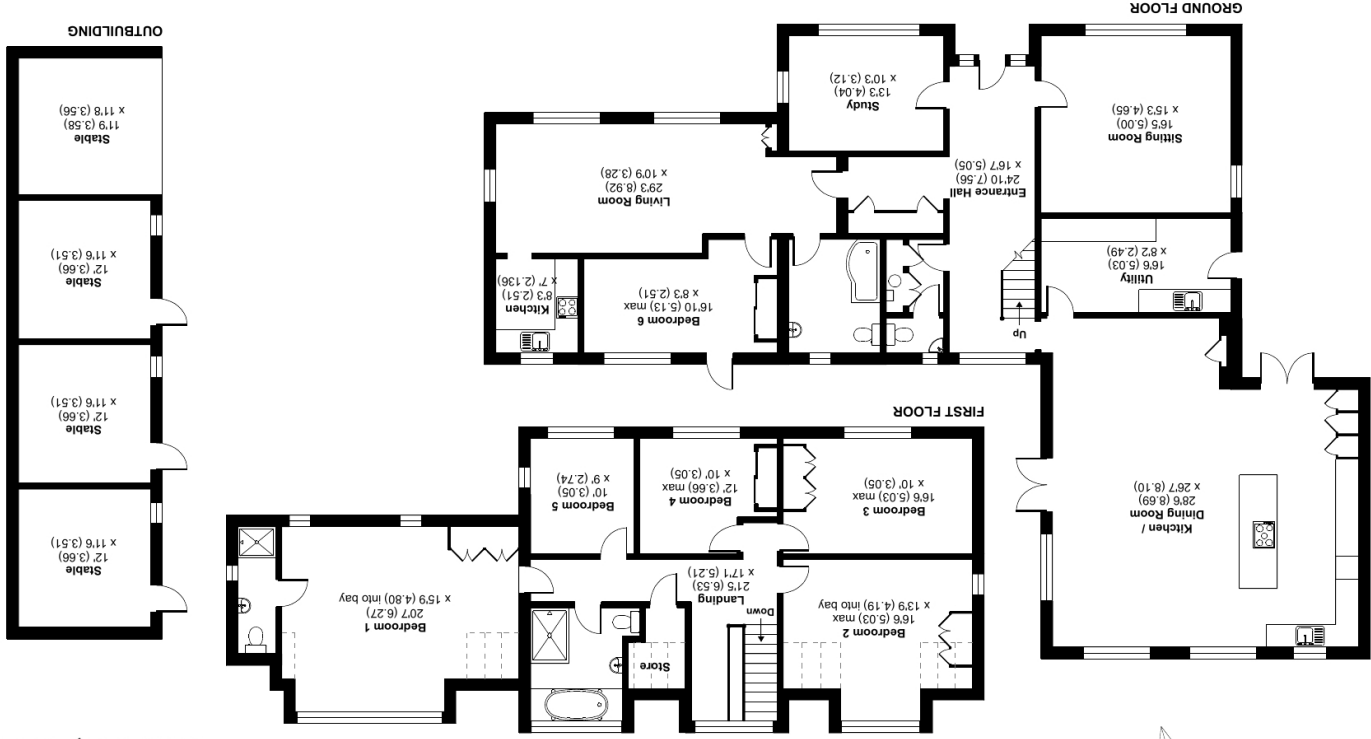 Kitchen /
Dining Room
28'6 (8.69)
x 26'7 (8.10)
Utility
16'6 (5.03)
x 8'2 (2.49)
Sitting Room
16'5 (5.00)
x 15'3 (4.65)
Up
Entrance Hall
24'10 (7.56)
x 16'7 (5.05)
Study
13'3 (4.04)
x 10'3 (3.12)
Bedroom 6
16'10 (5.13) max
x 8'3 (2.51)
Kitchen
8'3 (2.51)
x 7' (2.136)
Living Room
29'3 (8.92)
x 10'9 (3.28)
GROUND FLOOR
Bedroom 2
16'6 (5.03) max
x 13'9 (4.19) into bay
Down
Landing
21'5 (6.53)
x 17'1 (5.21)
Store
Bedroom 1
20'7 (6.27)
x 15'9 (4.80) into bay
Bedroom 3
16'6 (5.03) max
x 10' (3.05)
Bedroom 4
12' (3.66) max
x 10' (3.05)
Bedroom 5
10' (3.05)
x 9' (2.74)
FIRST FLOOR
Stable
12' (3.66)
x 11'6 (3.51)
Stable
12' (3.66)
x 11'6 (3.51)
Stable
12' (3.66)
x 11'6 (3.51)
Stable
11'9 (3.58)
x 11'8 (3.56)
OUTBUILDING